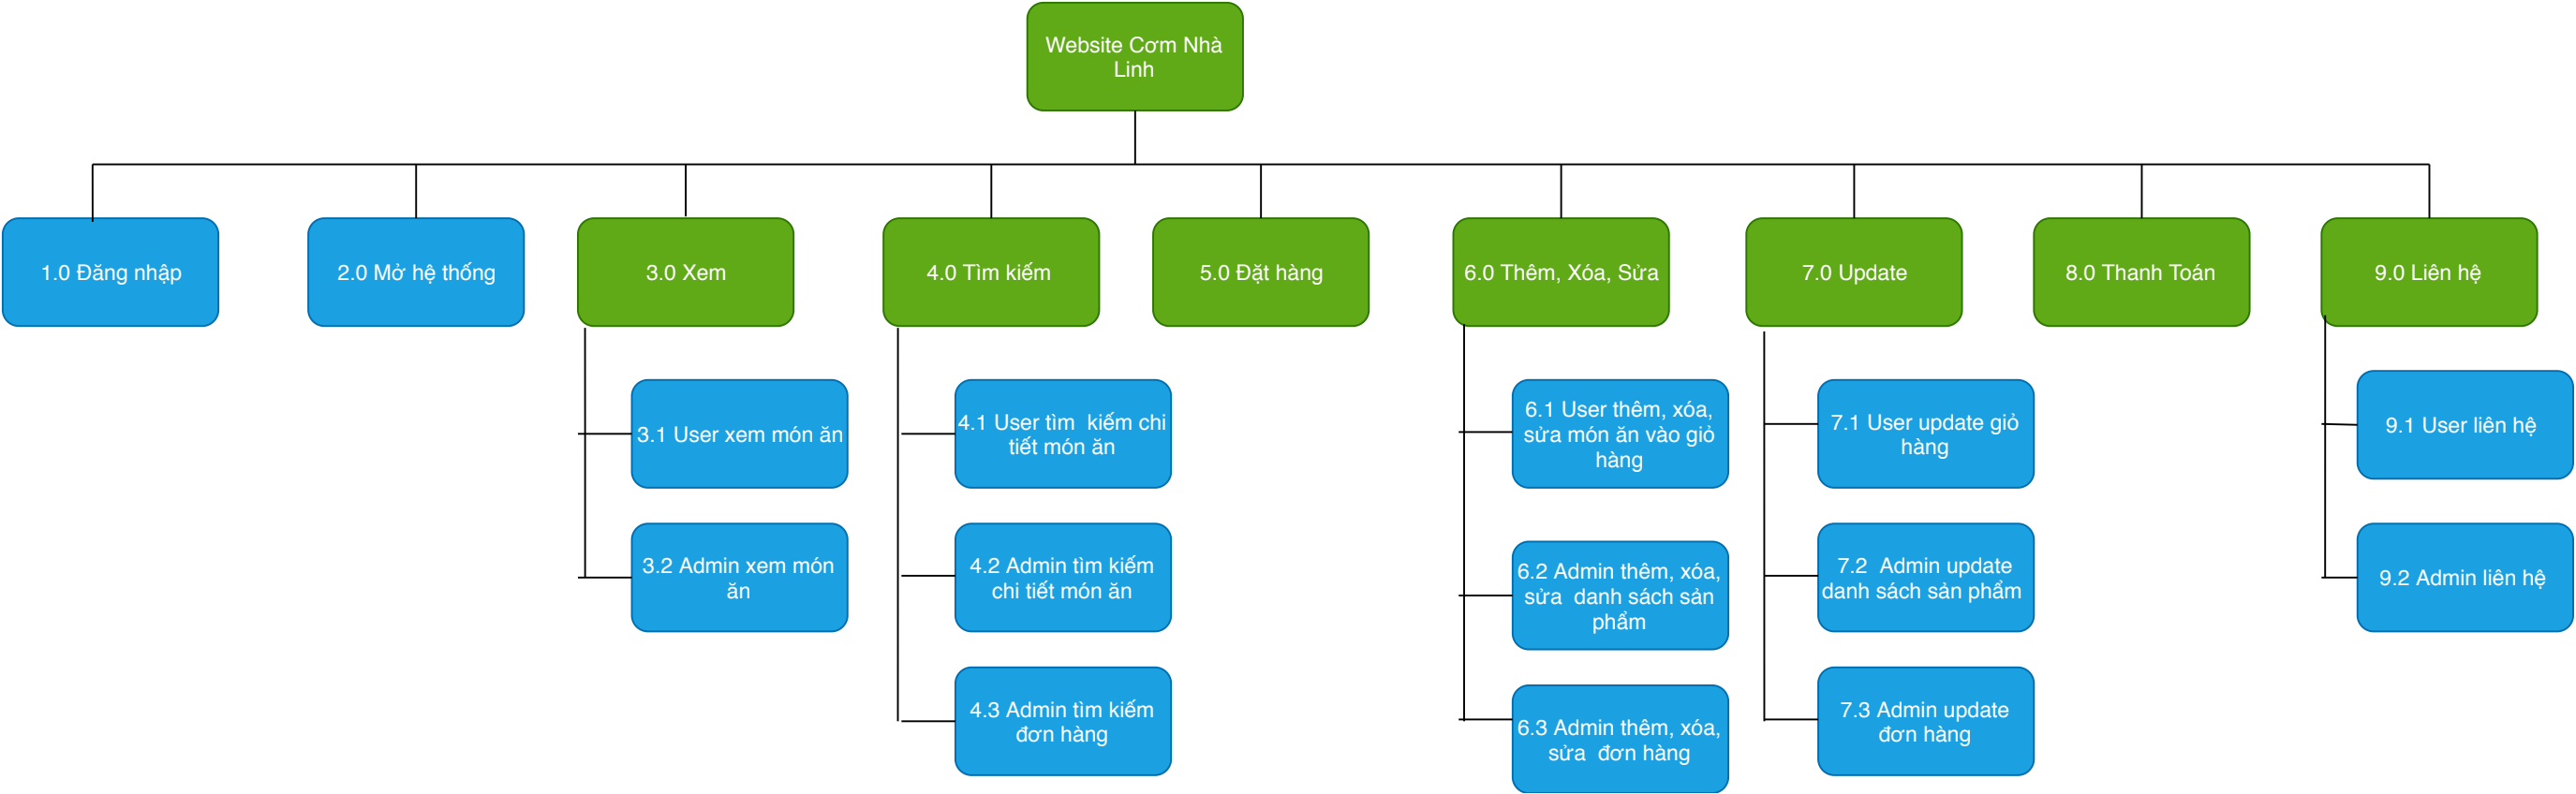 Website Cơm Nhà
Linh
1.0 Đăng nhập
2.0 Mở hệ thống
3.0 Xem
4.0 Tìm kiếm
5.0 Đặt hàng
6.0 Thêm, Xóa, Sửa
7.0 Update
8.0 Thanh Toán
9.0 Liên hệ
3.1 User xem món ăn
3.2 Admin xem món
ăn
4.1 User tìm  kiếm chi
tiết món ăn
4.2 Admin tìm kiếm
chi tiết món ăn
4.3 Admin tìm kiếm
đơn hàng
6.1 User thêm, xóa,
sửa món ăn vào giỏ
hàng
6.2 Admin thêm, xóa,
sửa  danh sách sản
phẩm
6.3 Admin thêm, xóa,
sửa  đơn hàng
7.1 User update giỏ
hàng
7.2  Admin update
danh sách sản phẩm
7.3 Admin update
đơn hàng
9.1 User liên hệ
9.2 Admin liên hệ